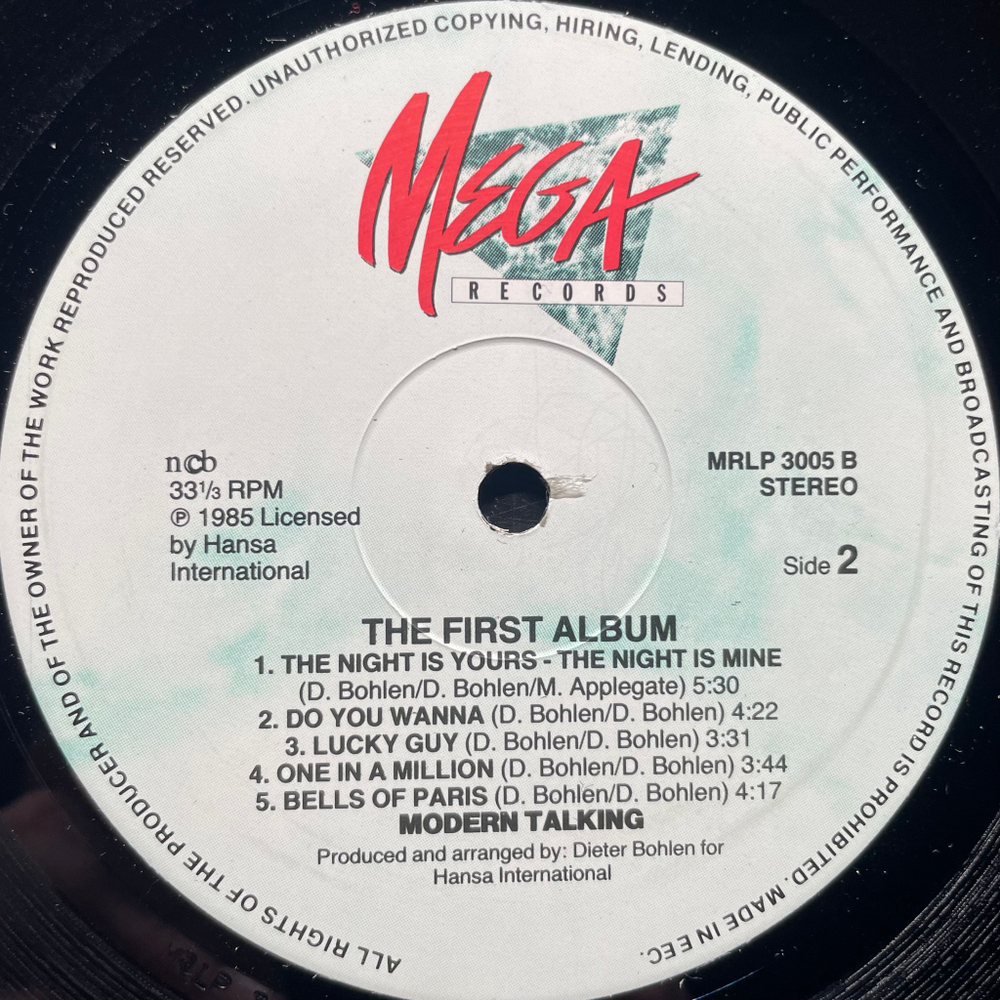 ALL RIGHTS OF THE PRODUCER AND OF THE OWNER OF THE WORK REPRODUCED RESERVED. UNAUTHORIZED COPYING, HIRING, LENDING, PUBLIC PERFORMANCE AND BROADCASTING OF THIS RECORD IS PROHIBITED. MADE IN EEC.
MEGA
RECORDS
ncb
33⅓ RPM
℗ 1985 Licensed
by Hansa
International
MRLP 3005 B
STEREO
Side 2
THE FIRST ALBUM
1. THE NIGHT IS YOURS - THE NIGHT IS MINE
(D. Bohlen/D. Bohlen/M. Applegate) 5:30
2. DO YOU WANNA (D. Bohlen/D. Bohlen) 4:22
3. LUCKY GUY (D. Bohlen/D. Bohlen) 3:31
4. ONE IN A MILLION (D. Bohlen/D. Bohlen) 3:44
5. BELLS OF PARIS (D. Bohlen/D. Bohlen) 4:17
MODERN TALKING
Produced and arranged by: Dieter Bohlen for
Hansa International